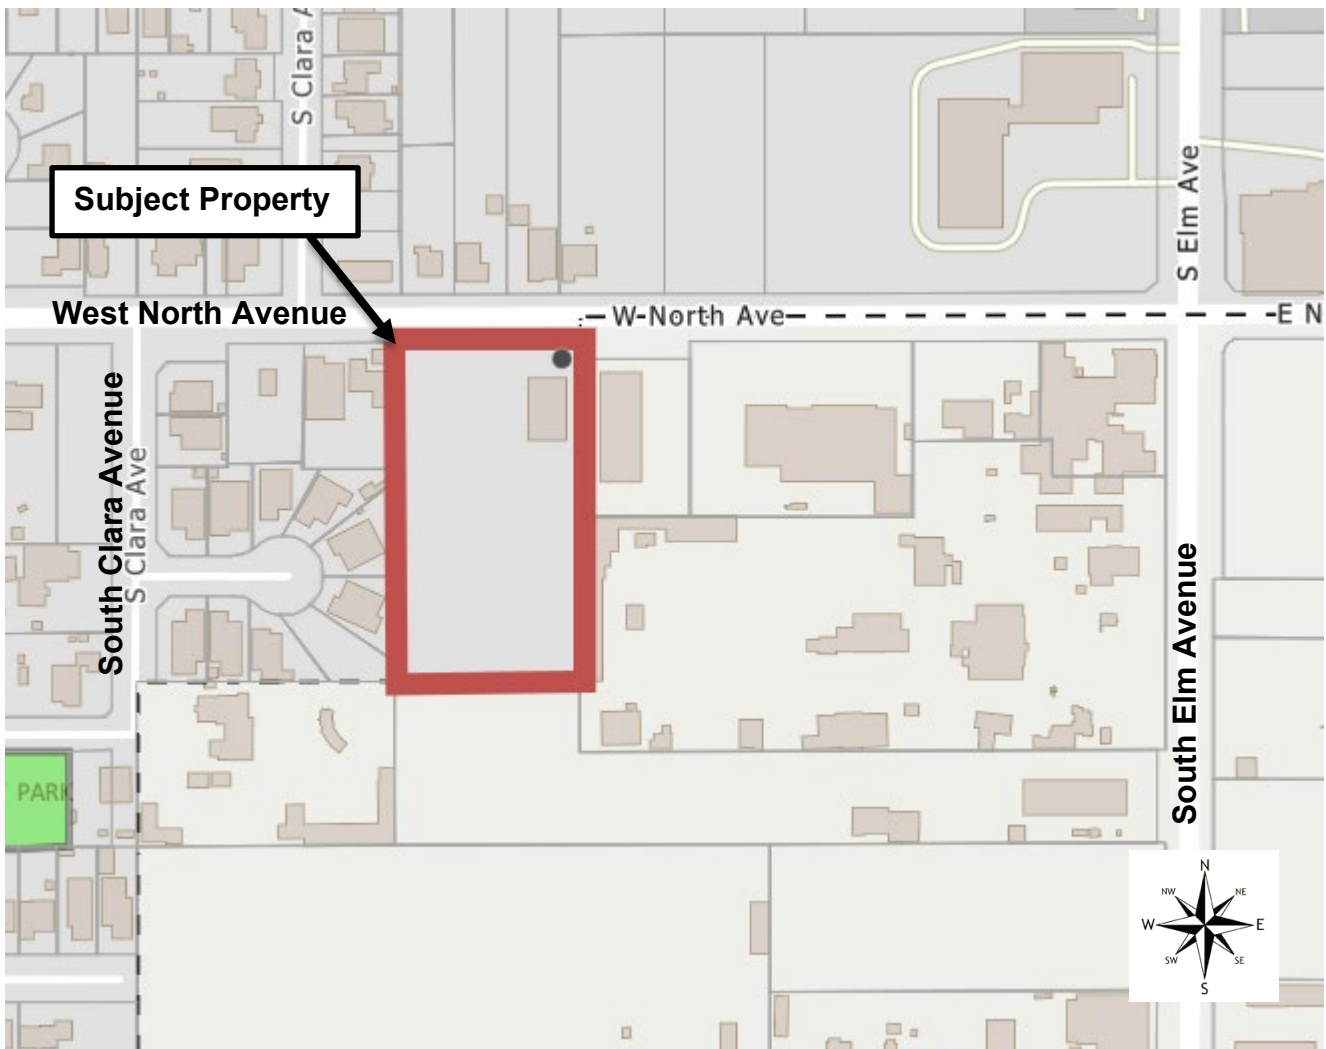 S Clara A
S Elm Ave
Subject Property
West North Avenue
W North Ave
E N
South Clara Avenue
S Clara Ave
South Elm Avenue
PARK
N
NW
NE
W
E
SW
SE
S